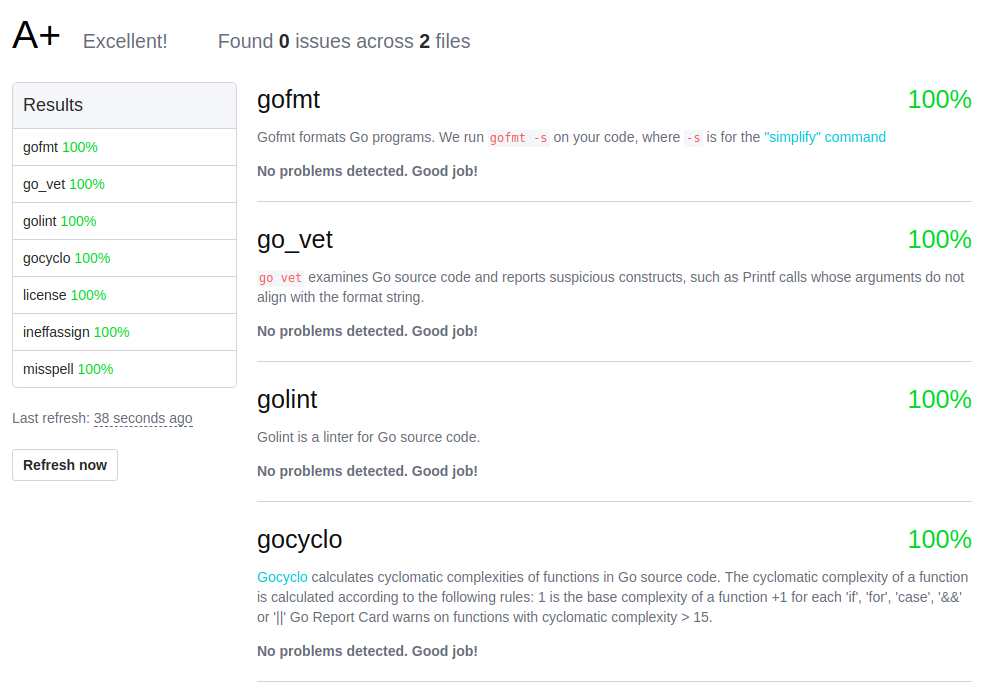 A+ Excellent! Found 0 issues across 2 files
Results
gofmt 100%
go_vet 100%
golint 100%
gocyclo 100%
license 100%
ineffassign 100%
misspell 100%
Last refresh: 38 seconds ago
Refresh now
gofmt 100%
Gofmt formats Go programs. We run gofmt -s on your code, where -s is for the "simplify" command
No problems detected. Good job!
go_vet 100%
go vet examines Go source code and reports suspicious constructs, such as Printf calls whose arguments do not
align with the format string.
No problems detected. Good job!
golint 100%
Golint is a linter for Go source code.
No problems detected. Good job!
gocyclo 100%
Gocyclo calculates cyclomatic complexities of functions in Go source code. The cyclomatic complexity of a function
is calculated according to the following rules: 1 is the base complexity of a function +1 for each 'if', 'for', 'case', '&&'
or '||' Go Report Card warns on functions with cyclomatic complexity > 15.
No problems detected. Good job!